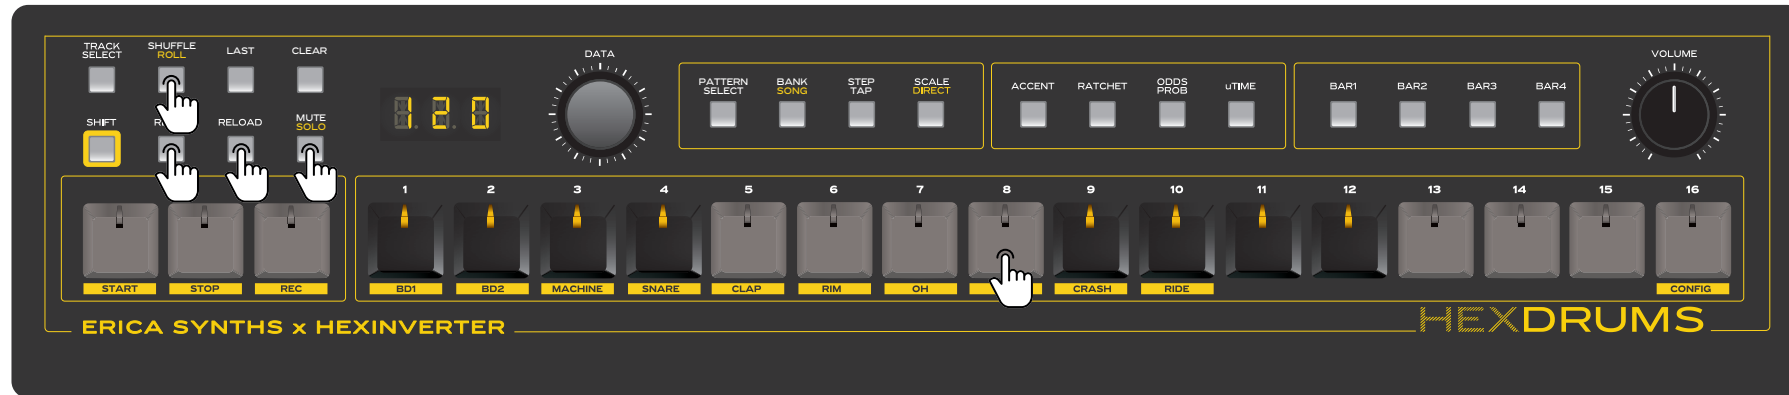 TRACK
SELECT
SHUFFLE
ROLL
LAST
CLEAR
DATA
PATTERN
SELECT
BANK
SONG
STEP
TAP
SCALE
DIRECT
ACCENT
RATCHET
ODDS
PROB
uTIME
BAR1
BAR2
BAR3
BAR4
VOLUME
120
SHIFT
RELOAD
MUTE
SOLO
1 2 3 4 5 6 7 8 9 10 11 12 13 14 15 16
START STOP REC BD1 BD2 MACHINE SNARE CLAP RIM OH CRASH RIDE CONFIG
ERICA SYNTHS x HEXINVERTER
HEXDRUMS